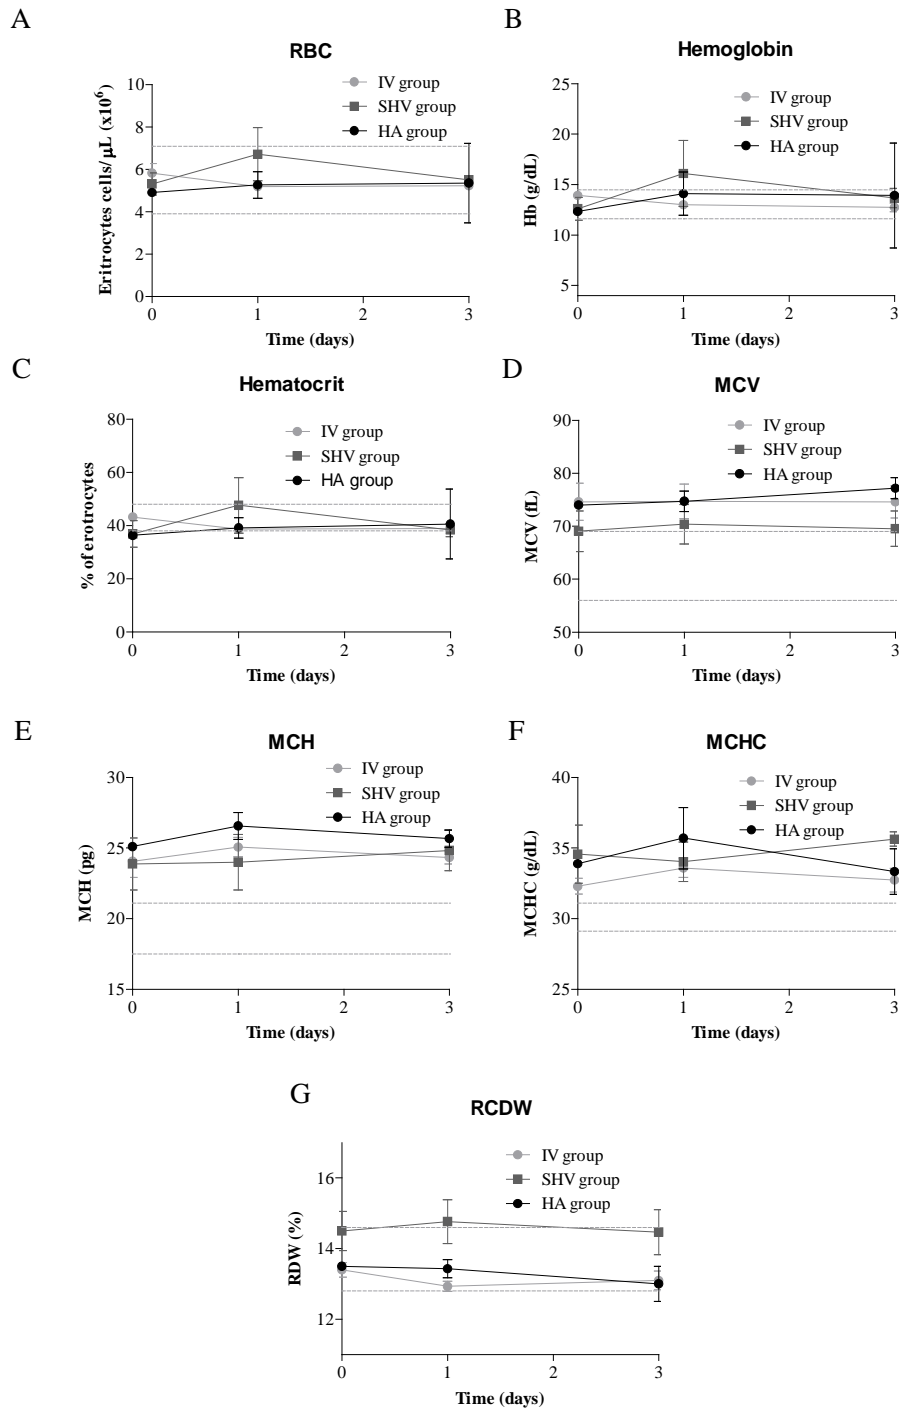 A
RBC
IV group
SHV group
HA group
Eritrocytes cells/µL (x10⁶)
10
8
6
4
2
0
0 1 2 3
Time (days)
B
Hemoglobin
IV group
SHV group
HA group
Hb (g/dL)
25
20
15
10
5
0 1 2 3
Time (days)
C
Hematocrit
IV group
SHV group
HA group
% of erotrocytes
80
60
40
20
0
0 1 2 3
Time (days)
D
MCV
IV group
SHV group
HA group
MCV (fL)
90
80
70
60
50
0 1 2 3
Time (days)
E
MCH
IV group
SHV group
HA group
MCH (pg)
30
25
20
15
0 1 2 3
Time (days)
F
MCHC
IV group
SHV group
HA group
MCHC (g/dL)
40
35
30
25
0 1 2 3
Time (days)
G
RCDW
IV group
SHV group
HA group
RDW (%)
16
14
12
0 1 2 3
Time (days)